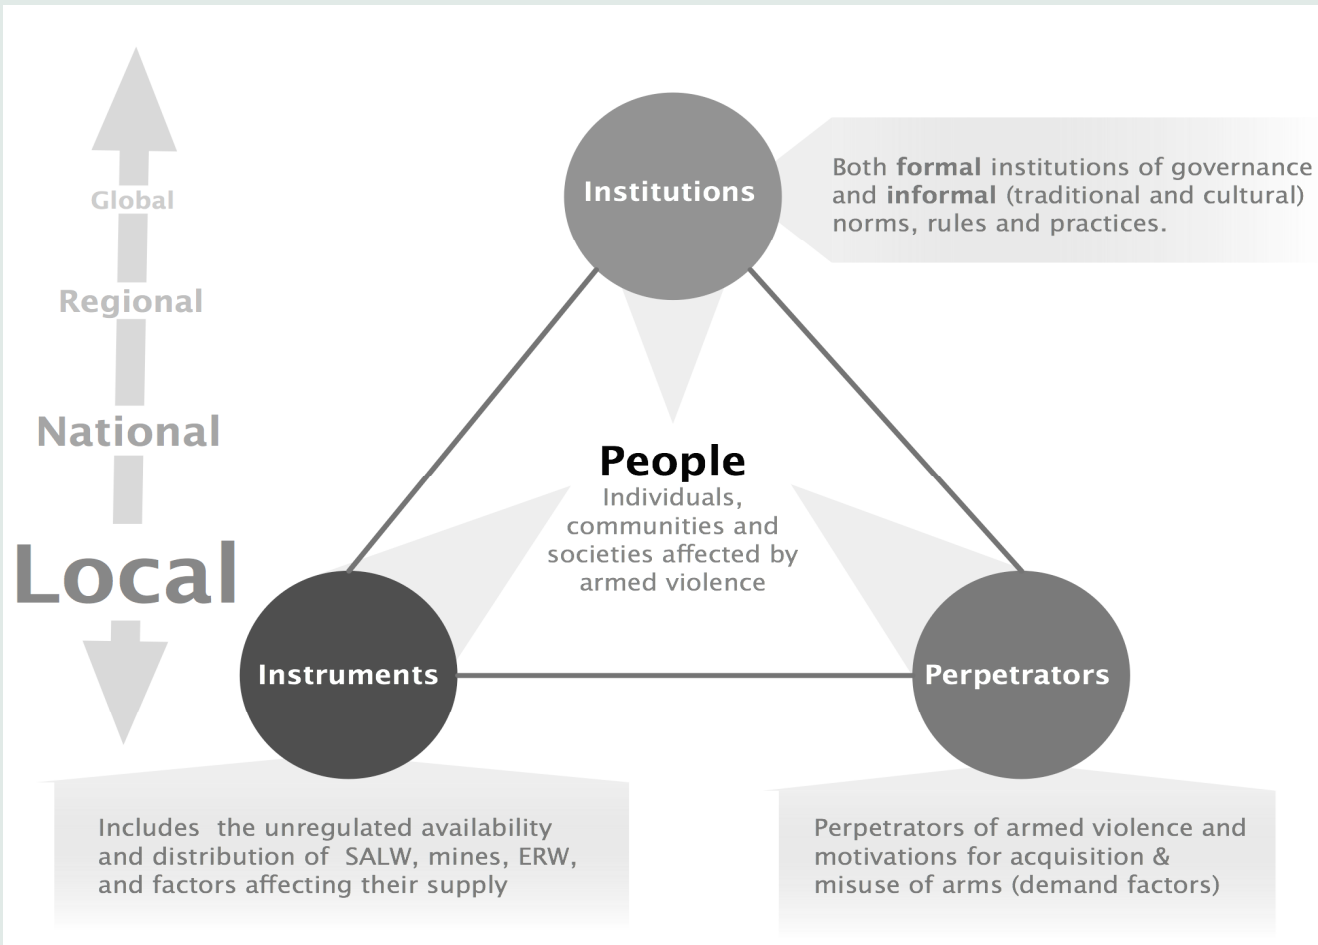 Global
Regional
National
Local
Institutions
Both formal institutions of governance
and informal (traditional and cultural)
norms, rules and practices.
People
Individuals,
communities and
societies affected by
armed violence
Instruments
Perpetrators
Includes the unregulated availability
and distribution of SALW, mines, ERW,
and factors affecting their supply
Perpetrators of armed violence and
motivations for acquisition &
misuse of arms (demand factors)